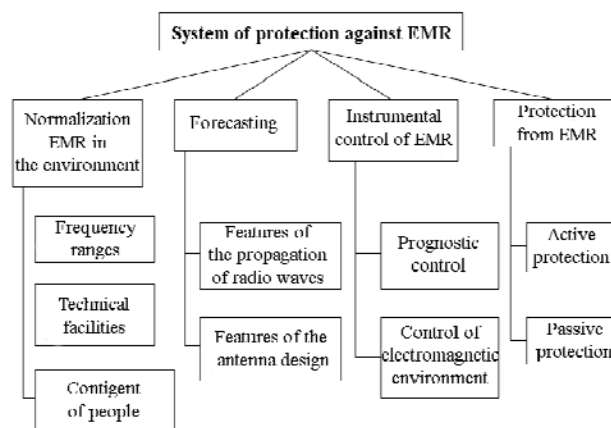 System of protection against EMR
Normalization
EMR in
the environment
Forecasting
Instrumental
control of EMR
Protection
from EMR
Frequency
ranges
Features of
the propagation
of radio waves
Prognostic
control
Active
protection
Technical
facilities
Features of the
antenna design
Control of
electromagnetic
environment
Passive
protection
Contigent
of people